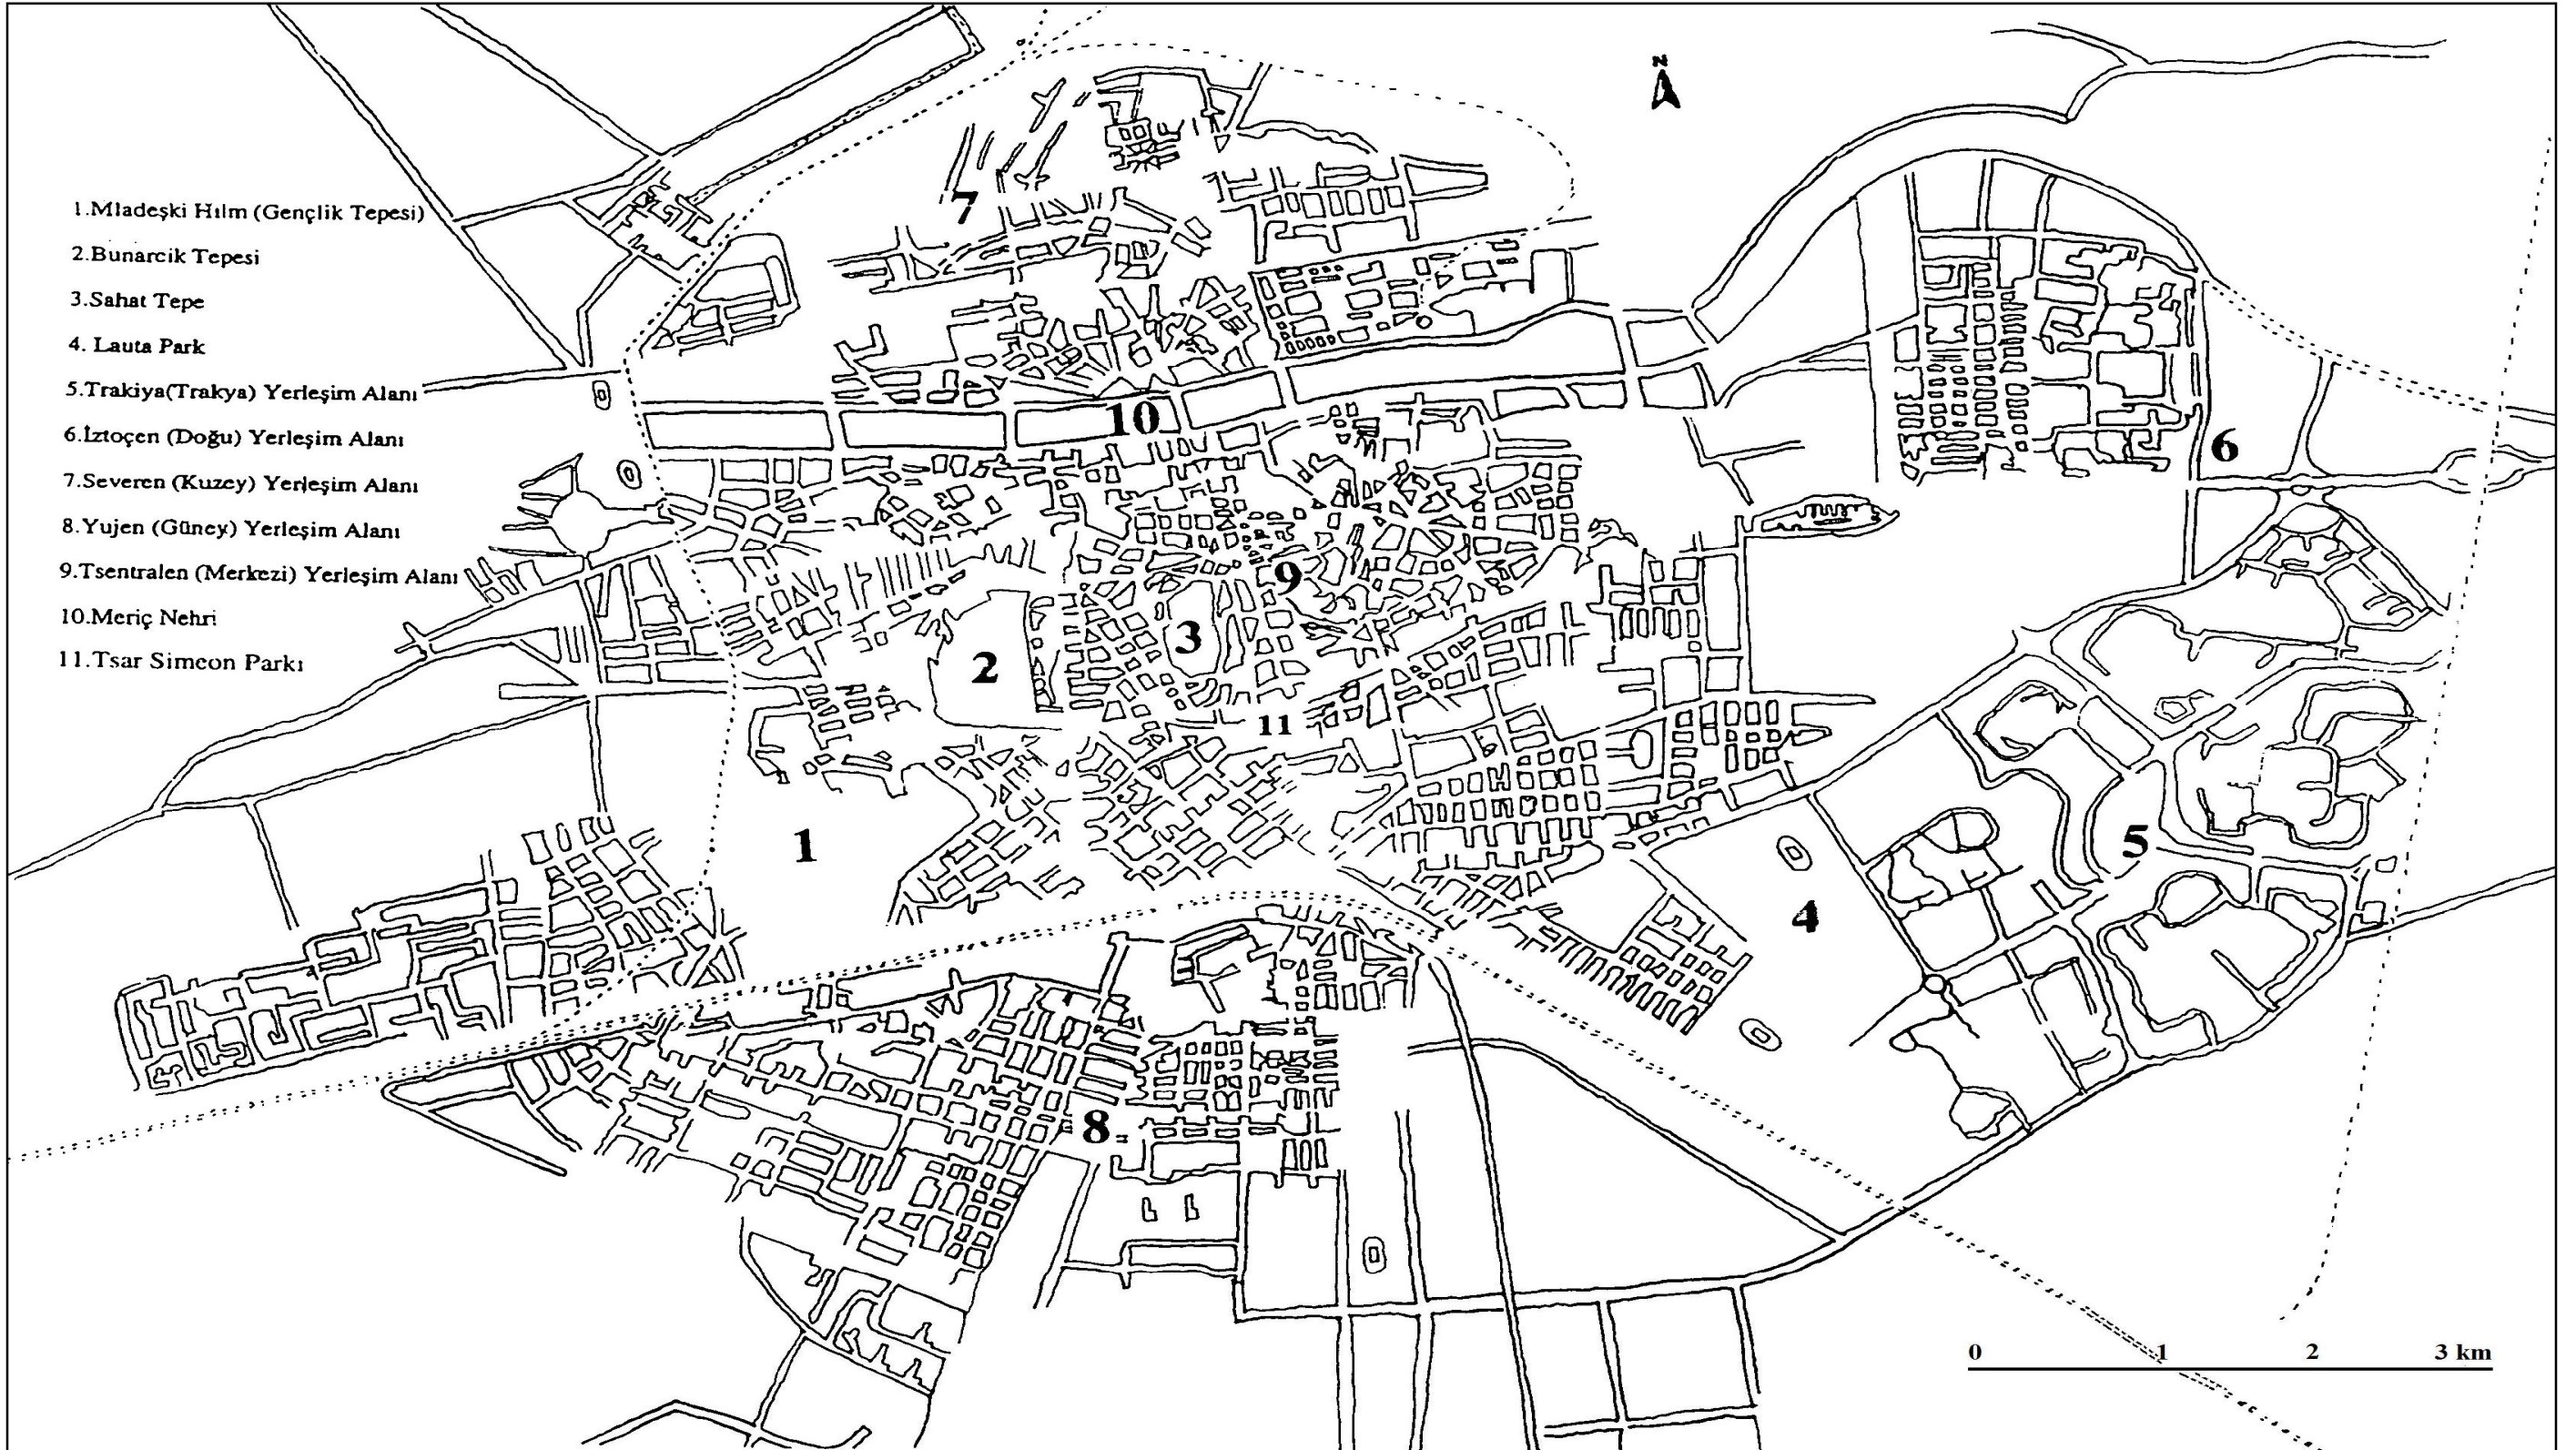 N
1.Mladeşki Hılm (Gençlik Tepesi)
2.Bunarcik Tepesi
3.Sahat Tepe
4. Lauta Park
5.Trakiya(Trakya) Yerleşim Alanı
6.İztoçen (Doğu) Yerleşim Alanı
7.Severen (Kuzey) Yerleşim Alanı
8.Yujen (Güney) Yerleşim Alanı
9.Tsentralen (Merkezi) Yerleşim Alanı
10.Meriç Nehri
11.Tsar Simeon Parkı
7
10
6
9
3
2
11
1
5
4
8
0 1 2 3 km